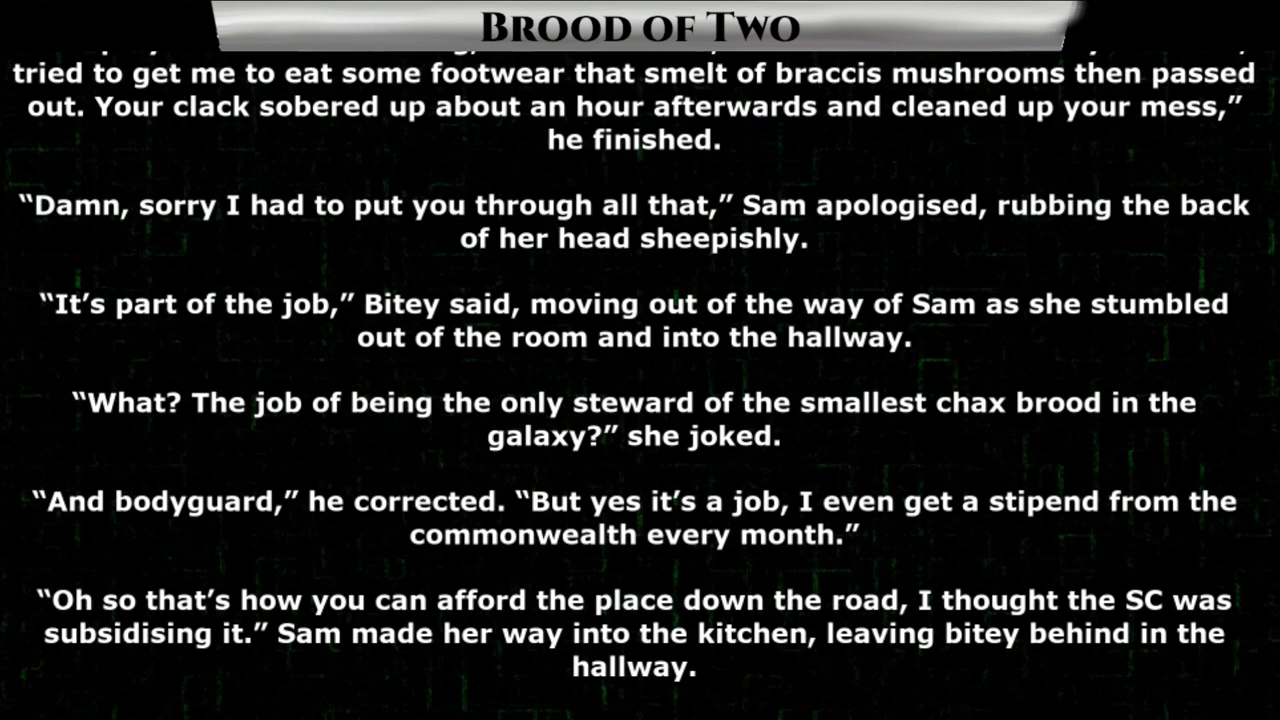 Brood of Two
tried to get me to eat some footwear that smelt of braccis mushrooms then passed
out. Your clack sobered up about an hour afterwards and cleaned up your mess,”
he finished.
“Damn, sorry I had to put you through all that,” Sam apologised, rubbing the back
of her head sheepishly.
“It’s part of the job,” Bitey said, moving out of the way of Sam as she stumbled
out of the room and into the hallway.
“What? The job of being the only steward of the smallest chax brood in the
galaxy?” she joked.
“And bodyguard,” he corrected. “But yes it’s a job, I even get a stipend from the
commonwealth every month.”
“Oh so that’s how you can afford the place down the road, I thought the SC was
subsidising it.” Sam made her way into the kitchen, leaving bitey behind in the
hallway.